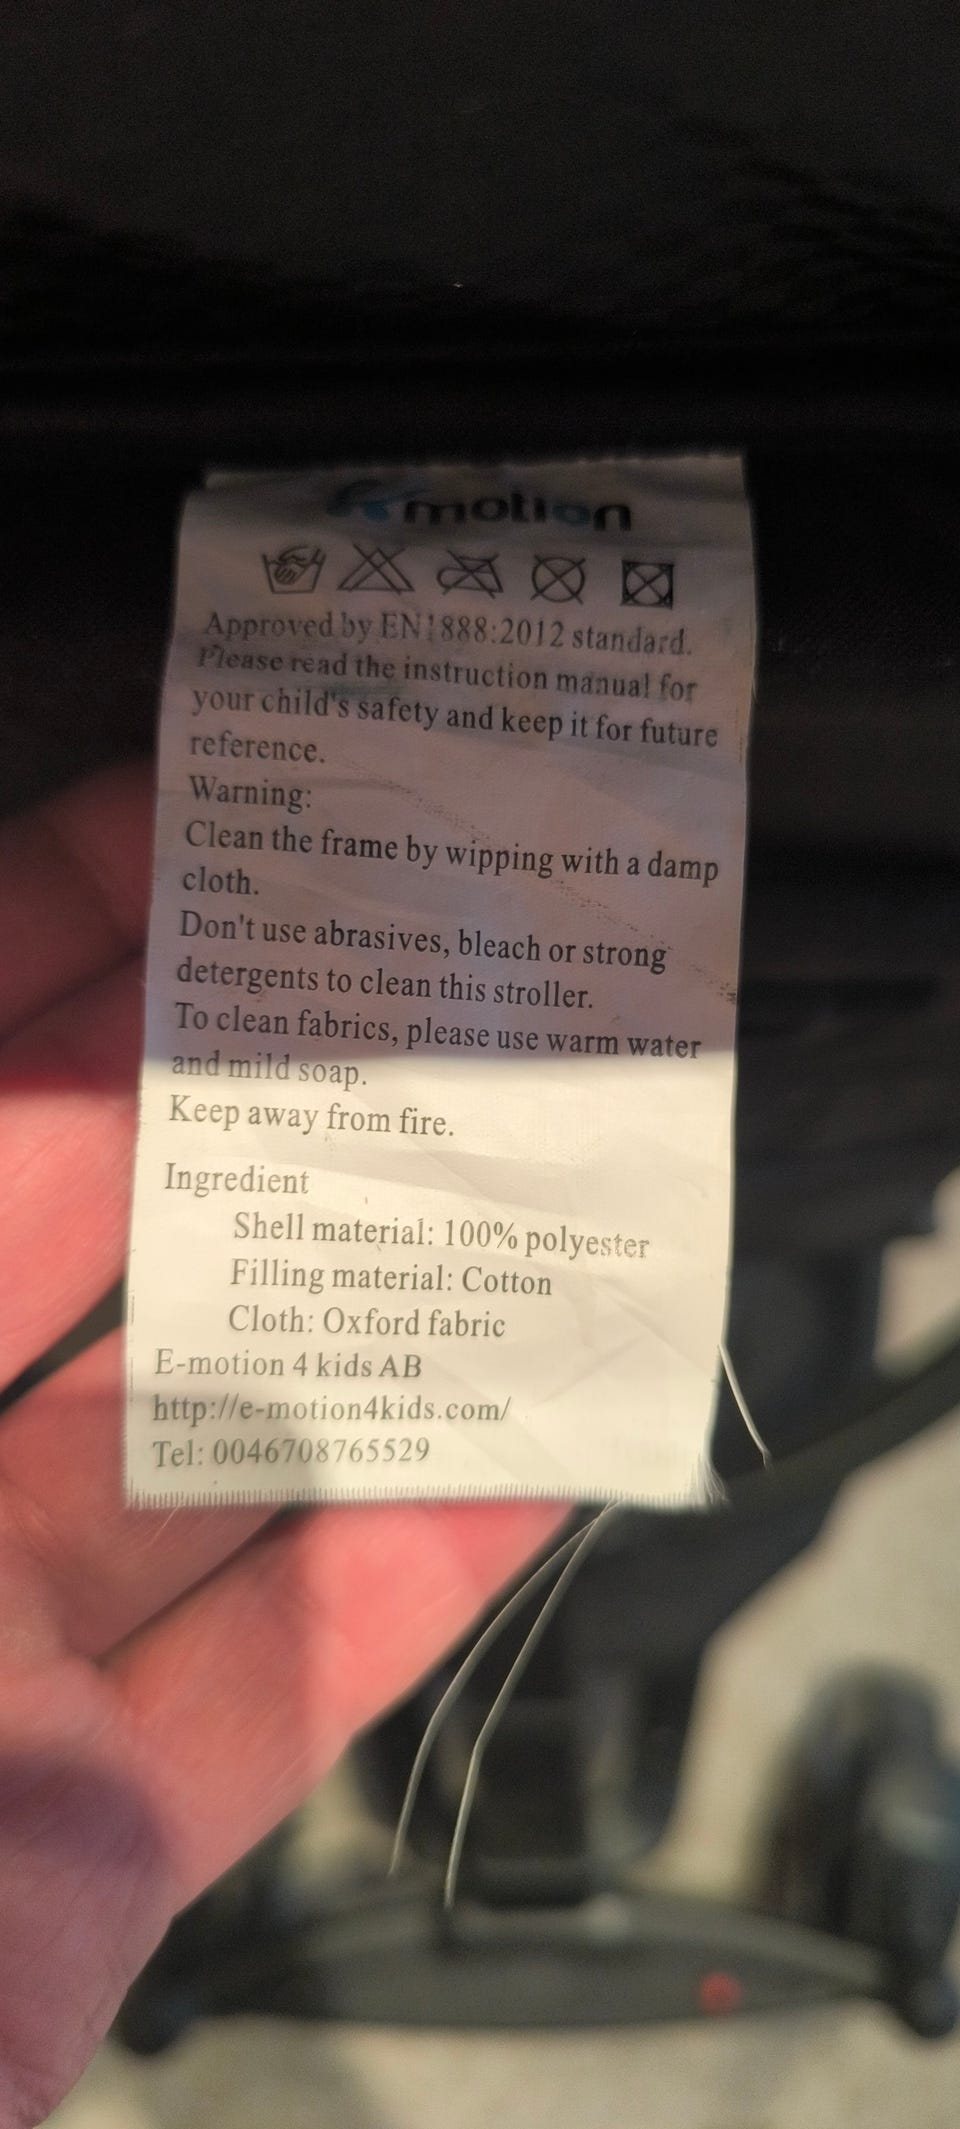 motion
Approved by EN1888:2012 standard.
Please read the instruction manual for
your child's safety and keep it for future
reference.
Warning:
Clean the frame by wipping with a damp
cloth.
Don't use abrasives, bleach or strong
detergents to clean this stroller.
To clean fabrics, please use warm water
and mild soap.
Keep away from fire.
Ingredient
Shell material: 100% polyester
Filling material: Cotton
Cloth: Oxford fabric
E-motion 4 kids AB
http://e-motion4kids.com/
Tel: 0046708765529